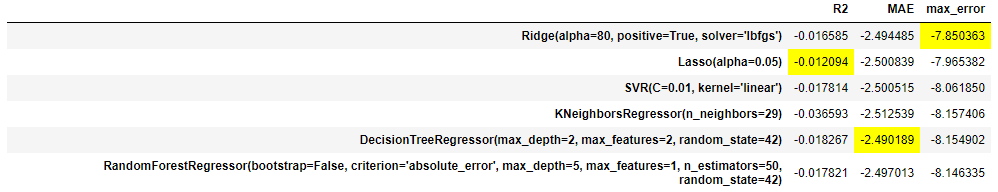 R2 MAE max_error
Ridge(alpha=80, positive=True, solver='lbfgs') -0.016585 -2.494485 -7.850363
Lasso(alpha=0.05) -0.012094 -2.500839 -7.965382
SVR(C=0.01, kernel='linear') -0.017814 -2.500515 -8.061850
KNeighborsRegressor(n_neighbors=29) -0.036593 -2.512539 -8.157406
DecisionTreeRegressor(max_depth=2, max_features=2, random_state=42) -0.018267 -2.490189 -8.154902
RandomForestRegressor(bootstrap=False, criterion='absolute_error', max_depth=5, max_features=1, n_estimators=50,
random_state=42) -0.017821 -2.497013 -8.146335